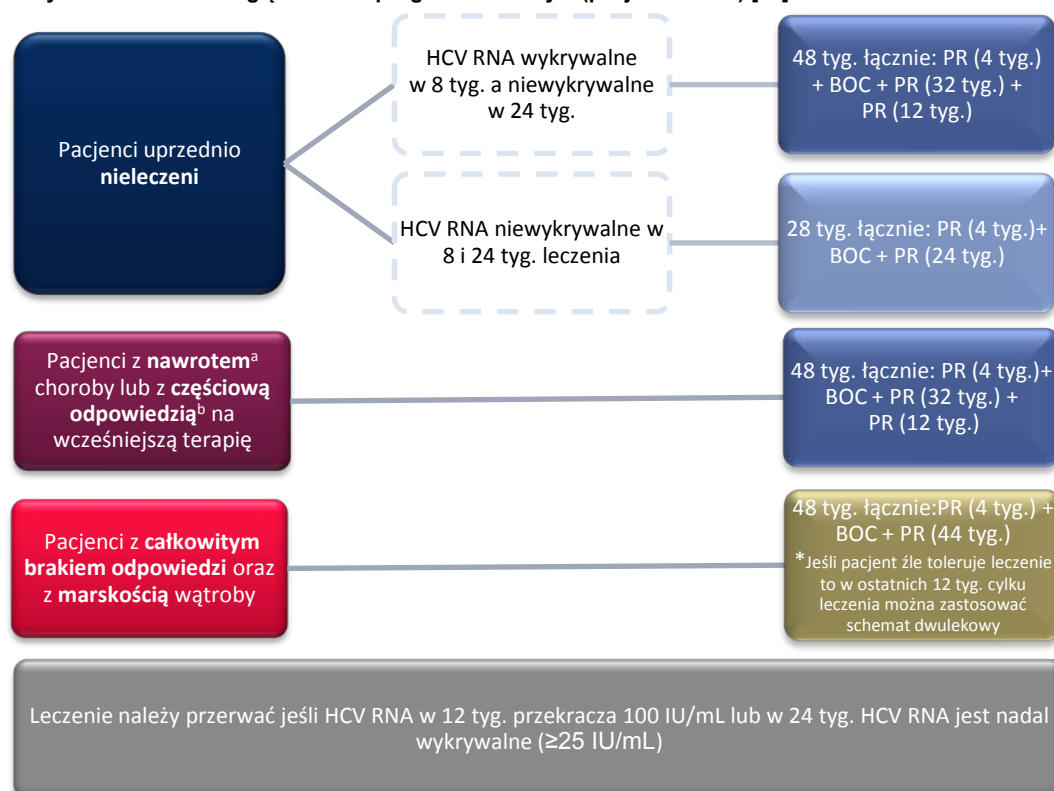 Pacjenci uprzednio
nieleczeni
HCV RNA wykrywalne
w 8 tyg. a niewykrywalne
w 24 tyg.
48 tyg. łącznie: PR (4 tyg.)
+ BOC + PR (32 tyg.) +
PR (12 tyg.)
HCV RNA niewykrywalne w
8 i 24 tyg. leczenia
28 tyg. łącznie: PR (4 tyg.)+
BOC + PR (24 tyg.)
Pacjenci z nawrotemᵃ
choroby lub z częściową
odpowiedziąᵇ na
wcześniejszą terapię
48 tyg. łącznie: PR (4 tyg.)+
BOC + PR (32 tyg.) +
PR (12 tyg.)
Pacjenci z całkowitym
brakiem odpowiedzi oraz
z marskością wątroby
48 tyg. łącznie:PR (4 tyg.) +
BOC + PR (44 tyg.)
*Jeśli pacjent źle toleruje leczenie
to w ostatnich 12 tyg. cylku
leczenia można zastosować
schemat dwulekowy
Leczenie należy przerwać jeśli HCV RNA w 12 tyg. przekracza 100 IU/mL lub w 24 tyg. HCV RNA jest nadal
wykrywalne (≥25 IU/mL)